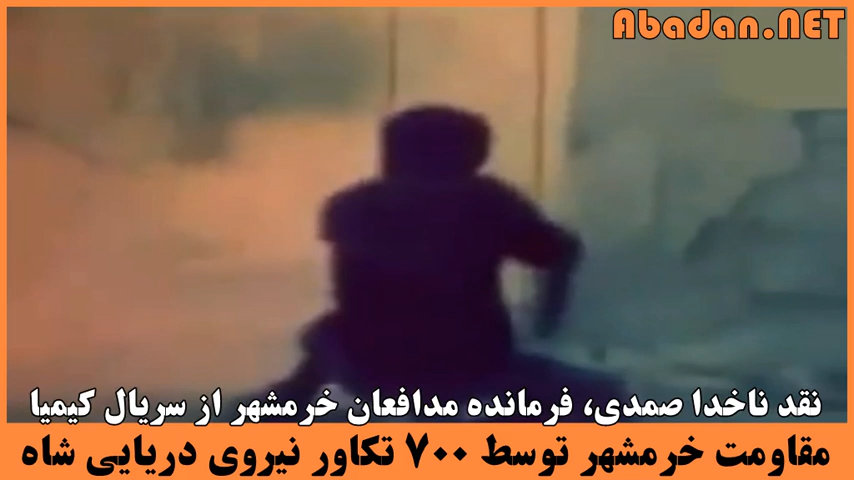 Abadan.NET
نقد ناخدا صمدی، فرمانده مدافعان خرمشهر از سریال کیمیا
مقاومت خرمشهر توسط ۷۰۰ تکاور نیروی دریایی شاه